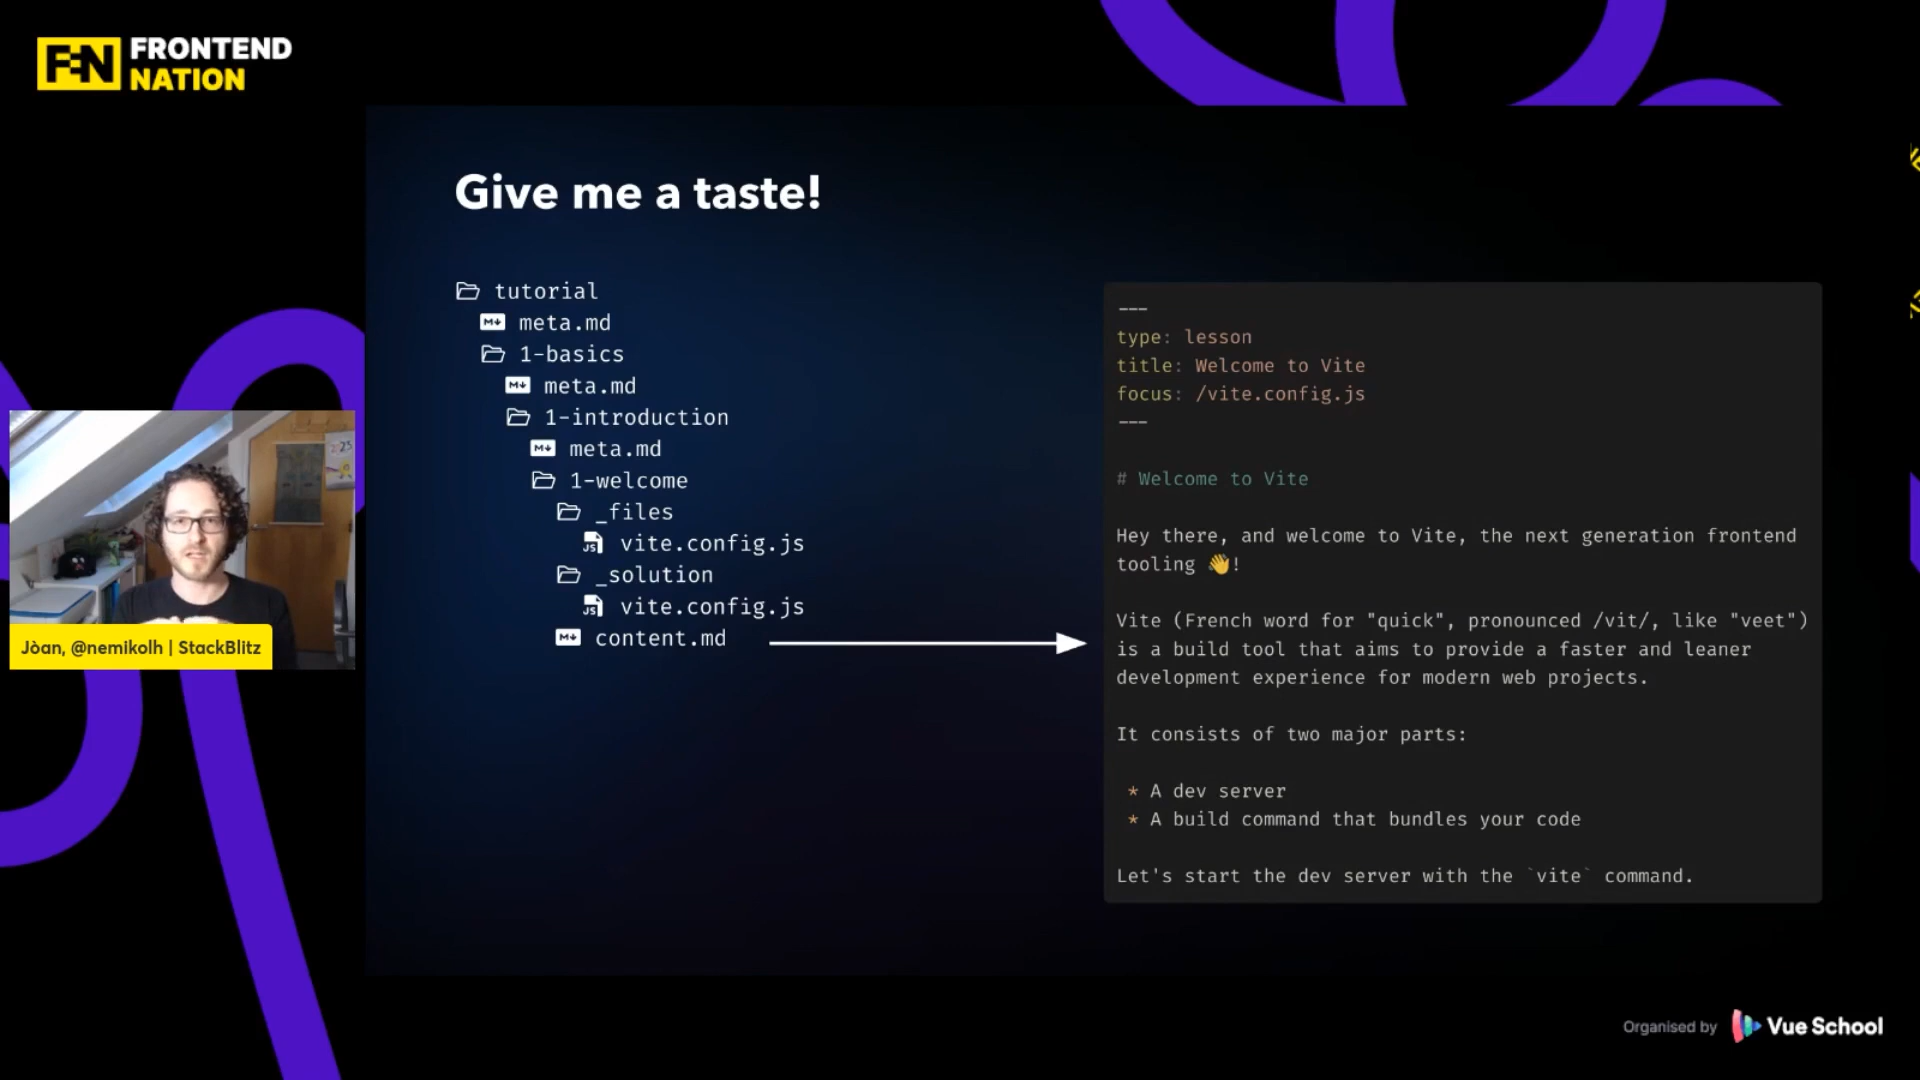 FEN FRONTEND
NATION
Give me a taste!
tutorial
M↓ meta.md
1-basics
M↓ meta.md
1-introduction
M↓ meta.md
1-welcome
_files
JS vite.config.js
_solution
JS vite.config.js
M↓ content.md
---
type: lesson
title: Welcome to Vite
focus: /vite.config.js
---
# Welcome to Vite
Hey there, and welcome to Vite, the next generation frontend
tooling 👋!
Vite (French word for "quick", pronounced /vit/, like "veet")
is a build tool that aims to provide a faster and leaner
development experience for modern web projects.
It consists of two major parts:
* A dev server
* A build command that bundles your code
Let's start the dev server with the `vite` command.
2025
Jòan, @nemikolh | StackBlitz
Organised by Vue School